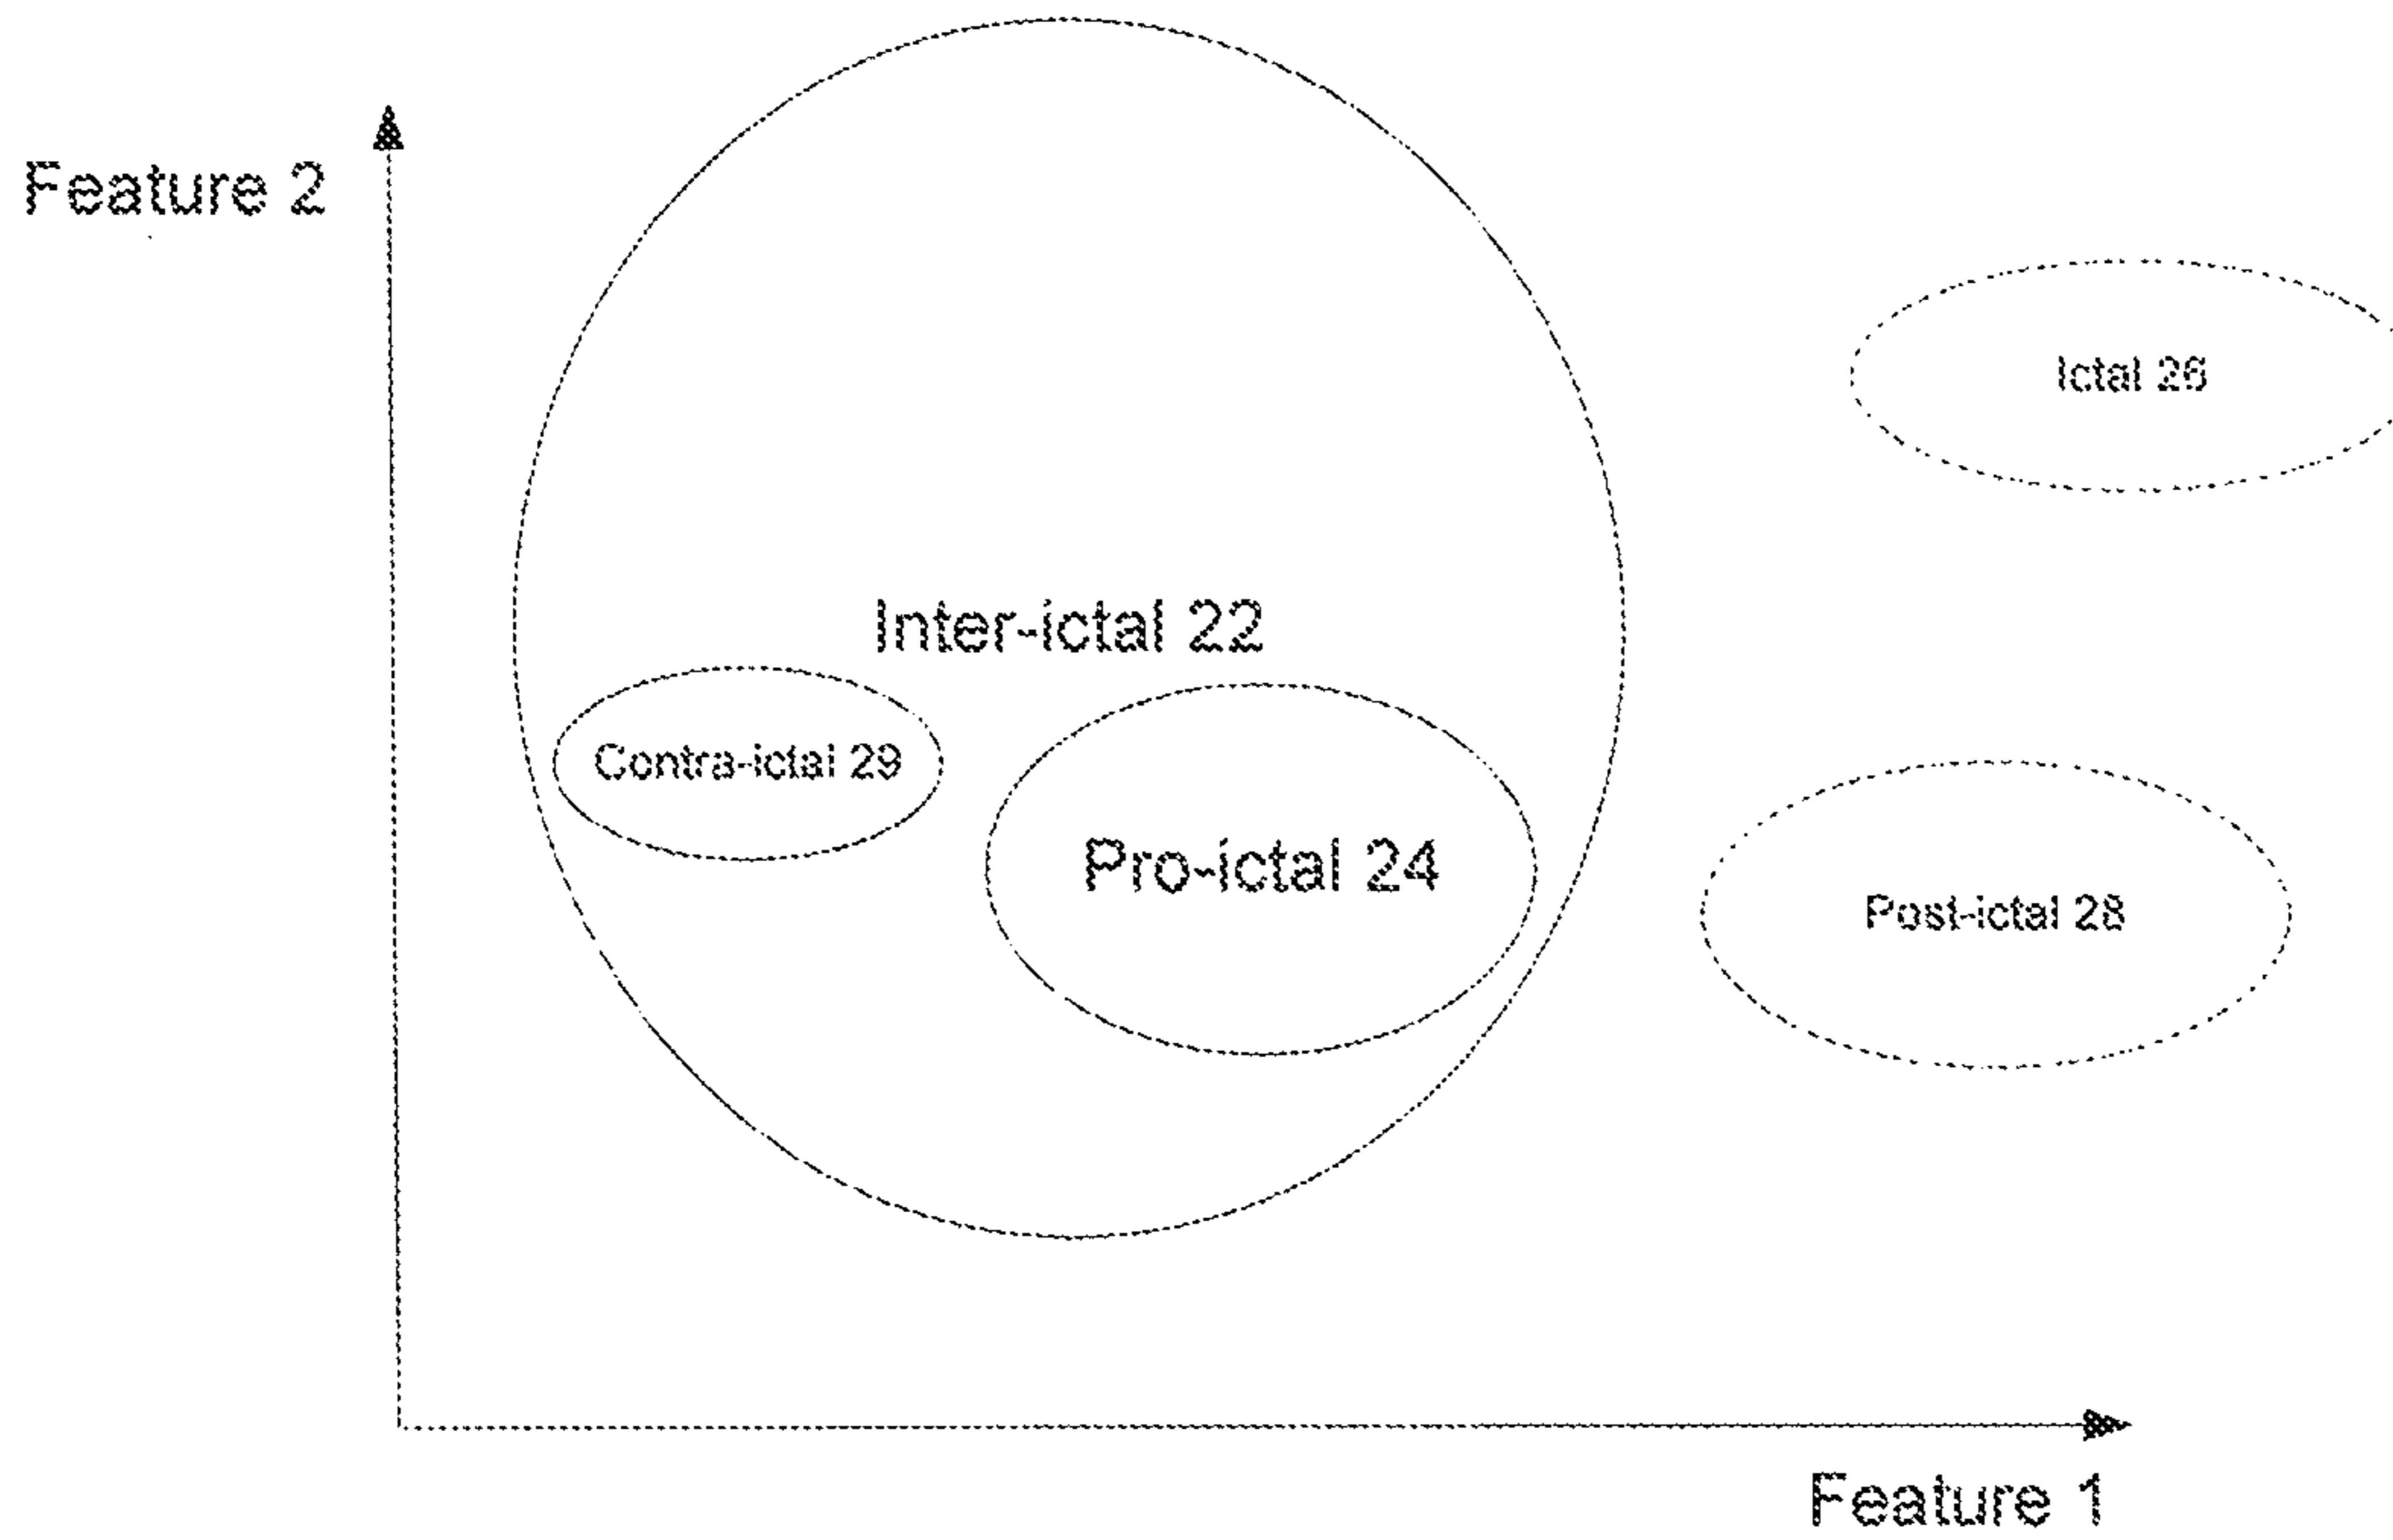 Feature 2
Ictal 26
Inter-ictal 22
Contra-ictal 29
Pro-ictal 24
Post-ictal 28
Feature 1